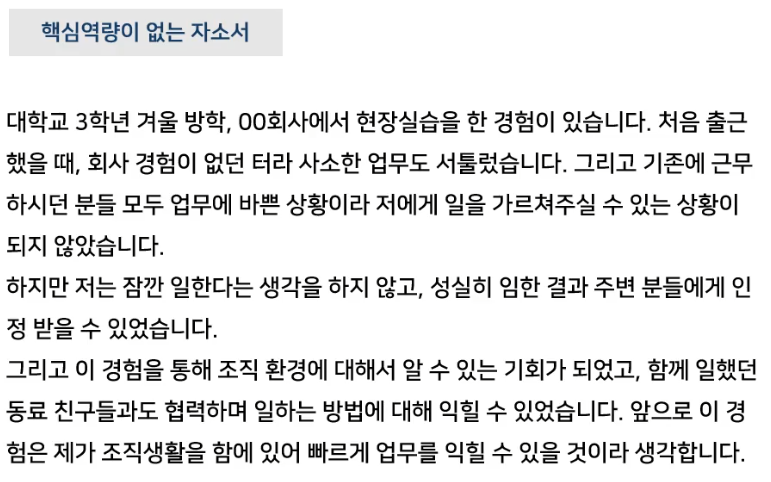 핵심역량이 없는 자소서
대학교 3학년 겨울 방학, 00회사에서 현장실습을 한 경험이 있습니다. 처음 출근
했을 때, 회사 경험이 없던 터라 사소한 업무도 서툴렀습니다. 그리고 기존에 근무
하시던 분들 모두 업무에 바쁜 상황이라 저에게 일을 가르쳐주실 수 있는 상황이
되지 않았습니다.
하지만 저는 잠깐 일한다는 생각을 하지 않고, 성실히 임한 결과 주변 분들에게 인
정 받을 수 있었습니다.
그리고 이 경험을 통해 조직 환경에 대해서 알 수 있는 기회가 되었고, 함께 일했던
동료 친구들과도 협력하며 일하는 방법에 대해 익힐 수 있었습니다. 앞으로 이 경
험은 제가 조직생활을 함에 있어 빠르게 업무를 익힐 수 있을 것이라 생각합니다.